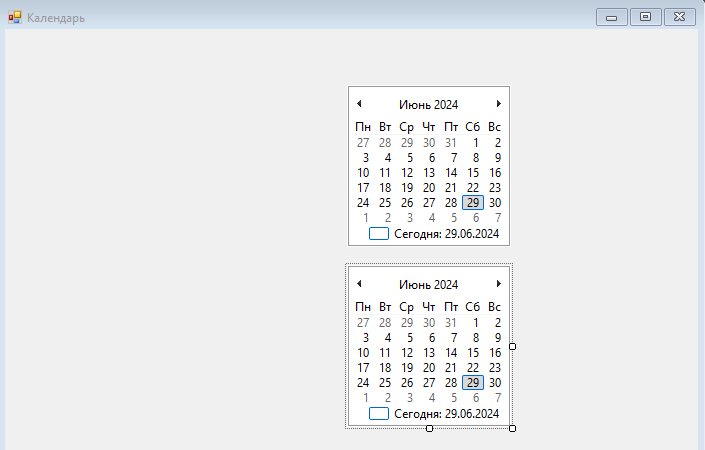 Календарь
Июнь 2024
Пн Вт Ср Чт Пт Сб Вс
27 28 29 30 31 1 2
3 4 5 6 7 8 9
10 11 12 13 14 15 16
17 18 19 20 21 22 23
24 25 26 27 28 29 30
1 2 3 4 5 6 7
Сегодня: 29.06.2024
Июнь 2024
Пн Вт Ср Чт Пт Сб Вс
27 28 29 30 31 1 2
3 4 5 6 7 8 9
10 11 12 13 14 15 16
17 18 19 20 21 22 23
24 25 26 27 28 29 30
1 2 3 4 5 6 7
Сегодня: 29.06.2024